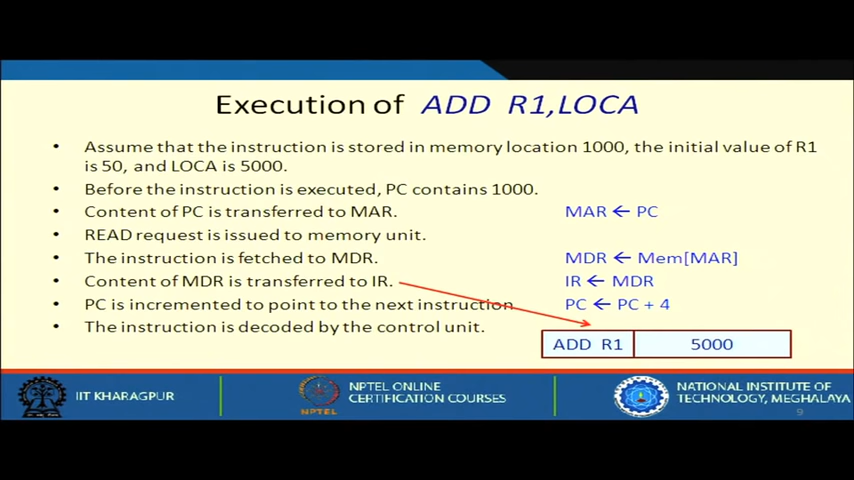 Execution of ADD R1,LOCA
• Assume that the instruction is stored in memory location 1000, the initial value of R1
is 50, and LOCA is 5000.
• Before the instruction is executed, PC contains 1000.
• Content of PC is transferred to MAR. MAR ← PC
• READ request is issued to memory unit.
• The instruction is fetched to MDR. MDR ← Mem[MAR]
• Content of MDR is transferred to IR. IR ← MDR
• PC is incremented to point to the next instruction. PC ← PC + 4
• The instruction is decoded by the control unit.
ADD R1 5000
IIT KHARAGPUR
NPTEL
NPTEL ONLINE
CERTIFICATION COURSES
NATIONAL INSTITUTE OF
TECHNOLOGY, MEGHALAYA
9